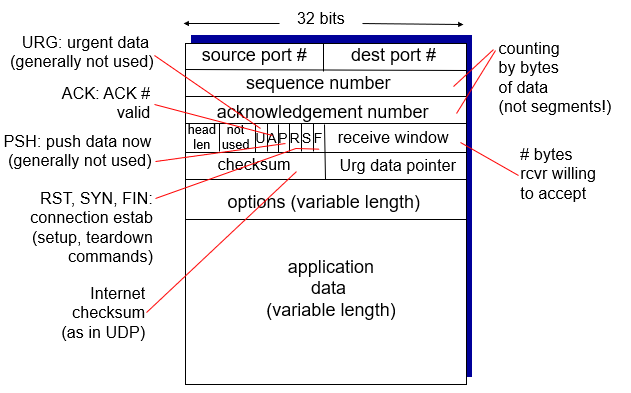 32 bits
URG: urgent data
(generally not used)
ACK: ACK #
valid
PSH: push data now
(generally not used)
RST, SYN, FIN:
connection estab
(setup, teardown
commands)
Internet
checksum
(as in UDP)
source port #
dest port #
sequence number
acknowledgement number
head
len
not
used
U
A
P
R
S
F
receive window
checksum
Urg data pointer
options (variable length)
application
data
(variable length)
counting
by bytes
of data
(not segments!)
# bytes
rcvr willing
to accept